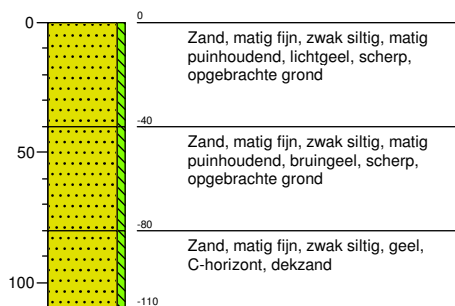 0
0
Zand, matig fijn, zwak siltig, matig
puinhoudend, lichtgeel, scherp,
opgebrachte grond
-40
Zand, matig fijn, zwak siltig, matig
puinhoudend, bruingeel, scherp,
opgebrachte grond
50
-80
Zand, matig fijn, zwak siltig, geel,
C-horizont, dekzand
100
-110